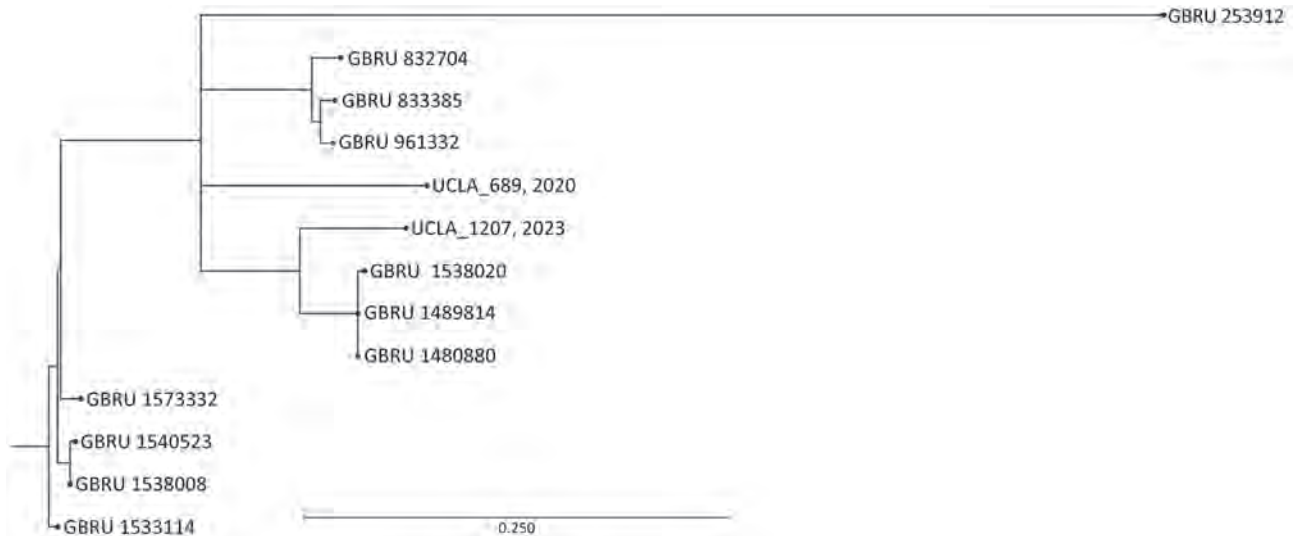 GBRU 253912
GBRU 832704
GBRU 833385
GBRU 961332
UCLA_689, 2020
UCLA_1207, 2023
GBRU 1538020
GBRU 1489814
GBRU 1480880
GBRU 1573332
GBRU 1540523
GBRU 1538008
GBRU 1533114
0.250